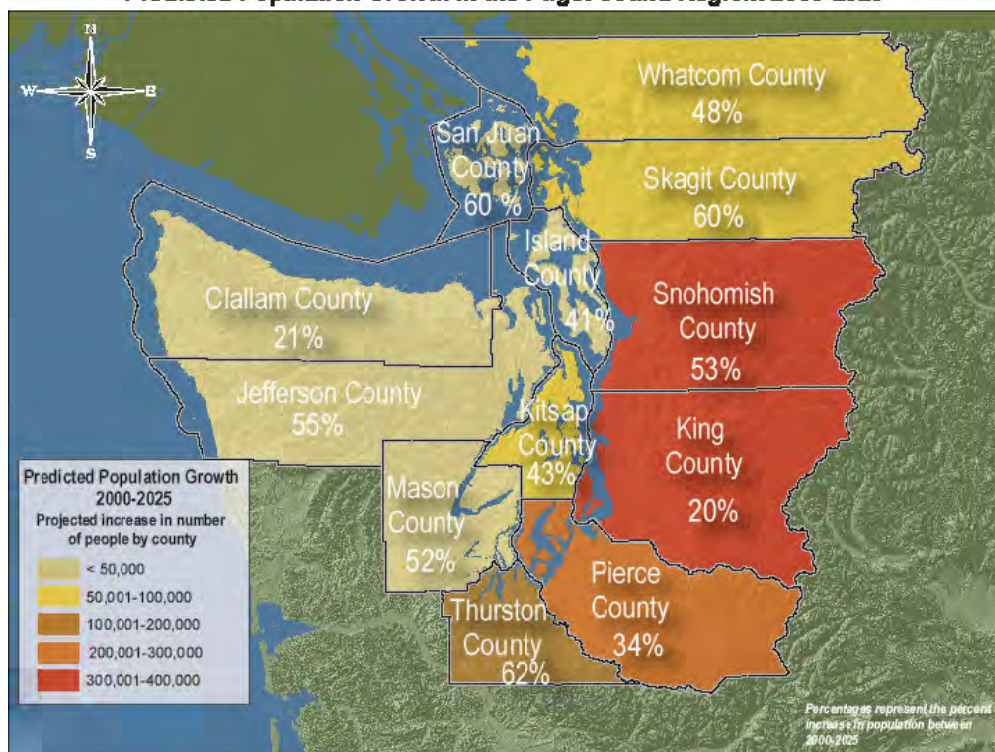 N
W
E
S
Whatcom County
48%
San Juan
County
60 %
Skagit County
60%
Island
County
41%
Clallam County
21%
Snohomish
County
53%
Jefferson County
55%
Kitsap
County
43%
King
County
20%
Mason
County
52%
Pierce
County
34%
Thurston
County
62%
Predicted Population Growth
2000-2025
Projected increase in number
of people by county
< 50,000
50,001-100,000
100,001-200,000
200,001-300,000
300,001-400,000
Percentages represent the percent
increase in population between
2000-2025